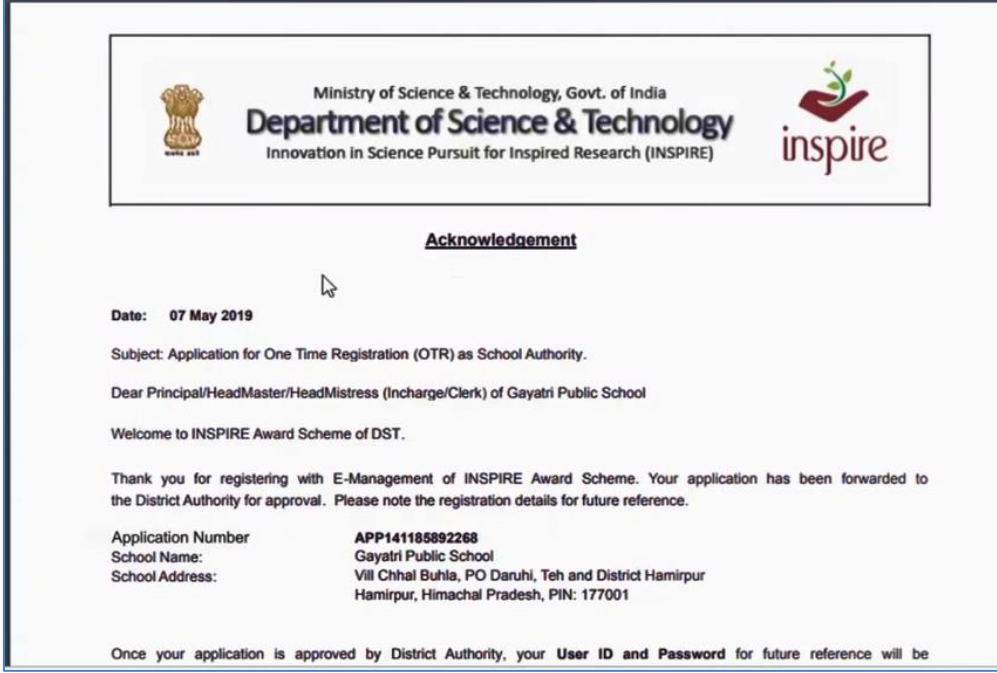 Ministry of Science & Technology, Govt. of India
Department of Science & Technology
Innovation in Science Pursuit for Inspired Research (INSPIRE)
inspire
Acknowledgement
Date: 07 May 2019
Subject: Application for One Time Registration (OTR) as School Authority.
Dear Principal/HeadMaster/HeadMistress (Incharge/Clerk) of Gayatri Public School
Welcome to INSPIRE Award Scheme of DST.
Thank you for registering with E-Management of INSPIRE Award Scheme. Your application has been forwarded to
the District Authority for approval. Please note the registration details for future reference.
Application Number APP141185892268
School Name: Gayatri Public School
School Address: Vill Chhal Buhla, PO Daruhi, Teh and District Hamirpur
Hamirpur, Himachal Pradesh, PIN: 177001
Once your application is approved by District Authority, your User ID and Password for future reference will be